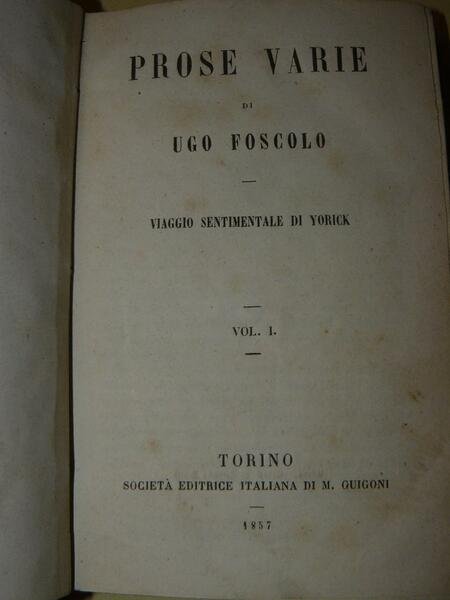 PROSE VARIE
DI
UGO FOSCOLO
VIAGGIO SENTIMENTALE DI YORICK
VOL. I.
TORINO
SOCIETÀ EDITRICE ITALIANA DI M. GUIGONI
1857